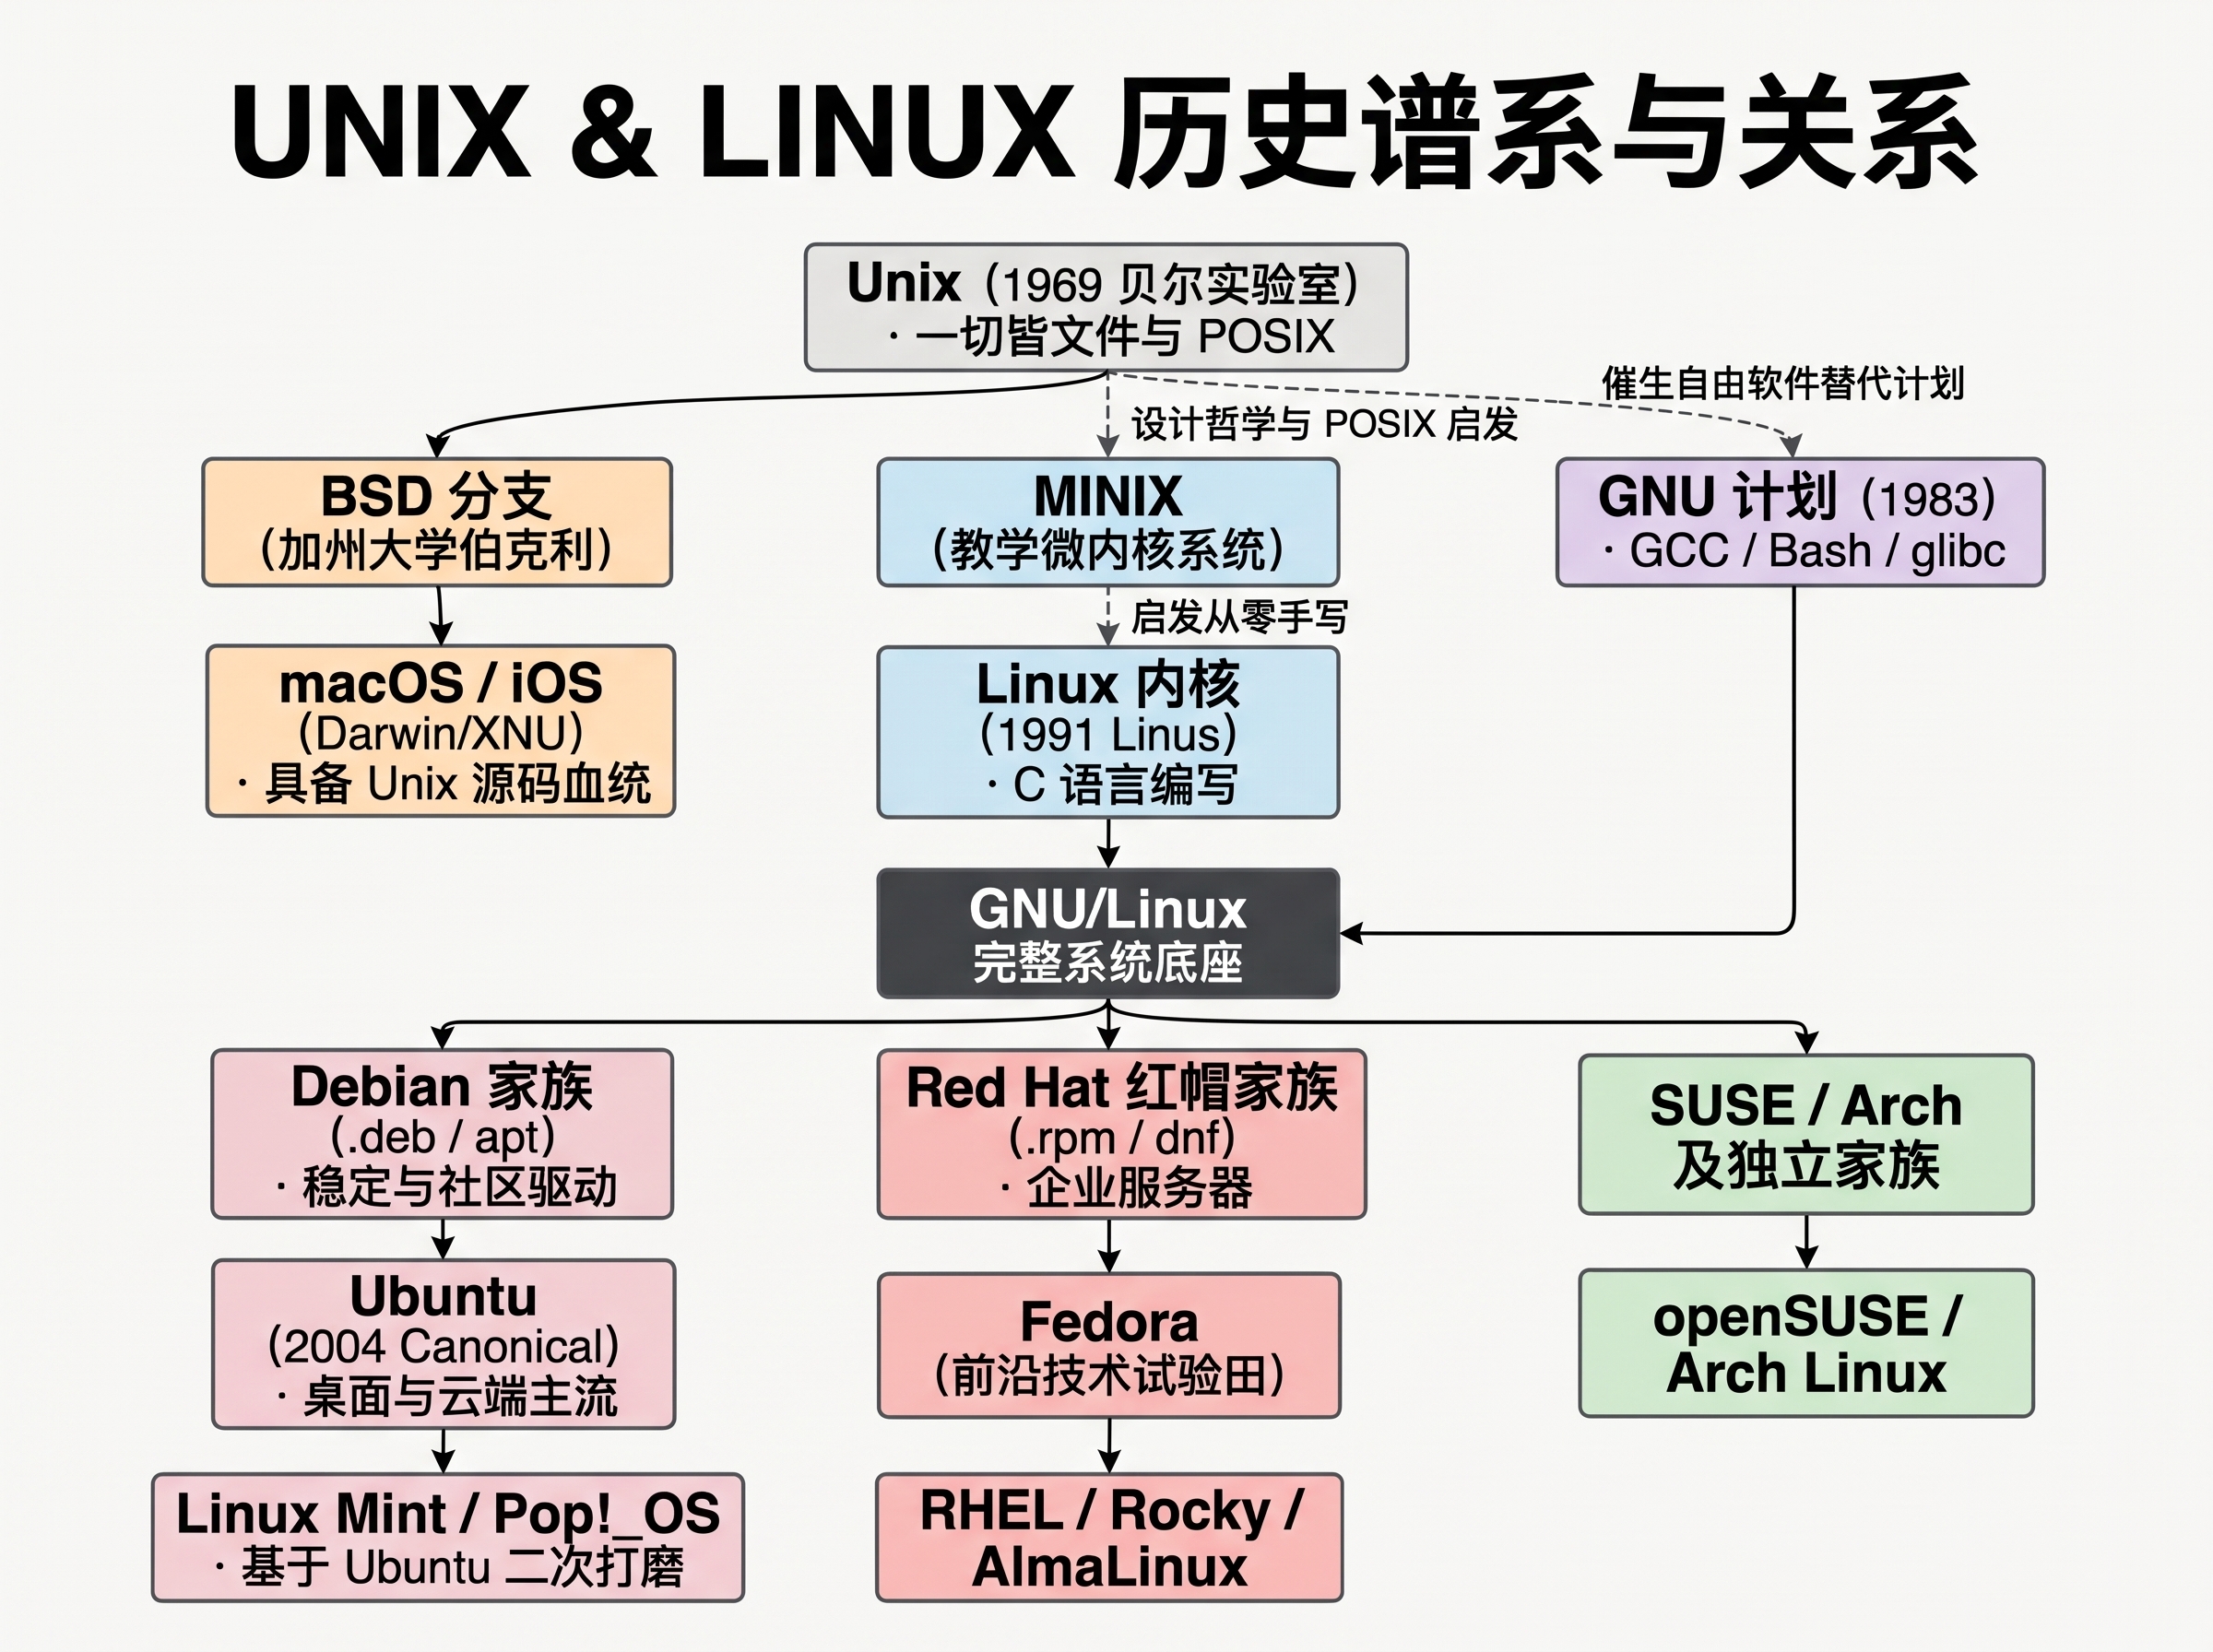 UNIX & LINUX 历史谱系与关系
Unix（1969 贝尔实验室）
· 一切皆文件与 POSIX
催生自由软件替代计划
设计哲学与 POSIX 启发
BSD 分支
（加州大学伯克利）
MINIX
（教学微内核系统）
GNU 计划（1983）
· GCC / Bash / glibc
启发从零手写
macOS / iOS
(Darwin/XNU)
· 具备 Unix 源码血统
Linux 内核
(1991 Linus)
· C 语言编写
GNU/Linux
完整系统底座
Debian 家族
(.deb / apt)
· 稳定与社区驱动
Red Hat 红帽家族
(.rpm / dnf)
· 企业服务器
SUSE / Arch
及独立家族
Ubuntu
(2004 Canonical)
· 桌面与云端主流
Fedora
（前沿技术试验田）
openSUSE /
Arch Linux
Linux Mint / Pop!_OS
· 基于 Ubuntu 二次打磨
RHEL / Rocky /
AlmaLinux